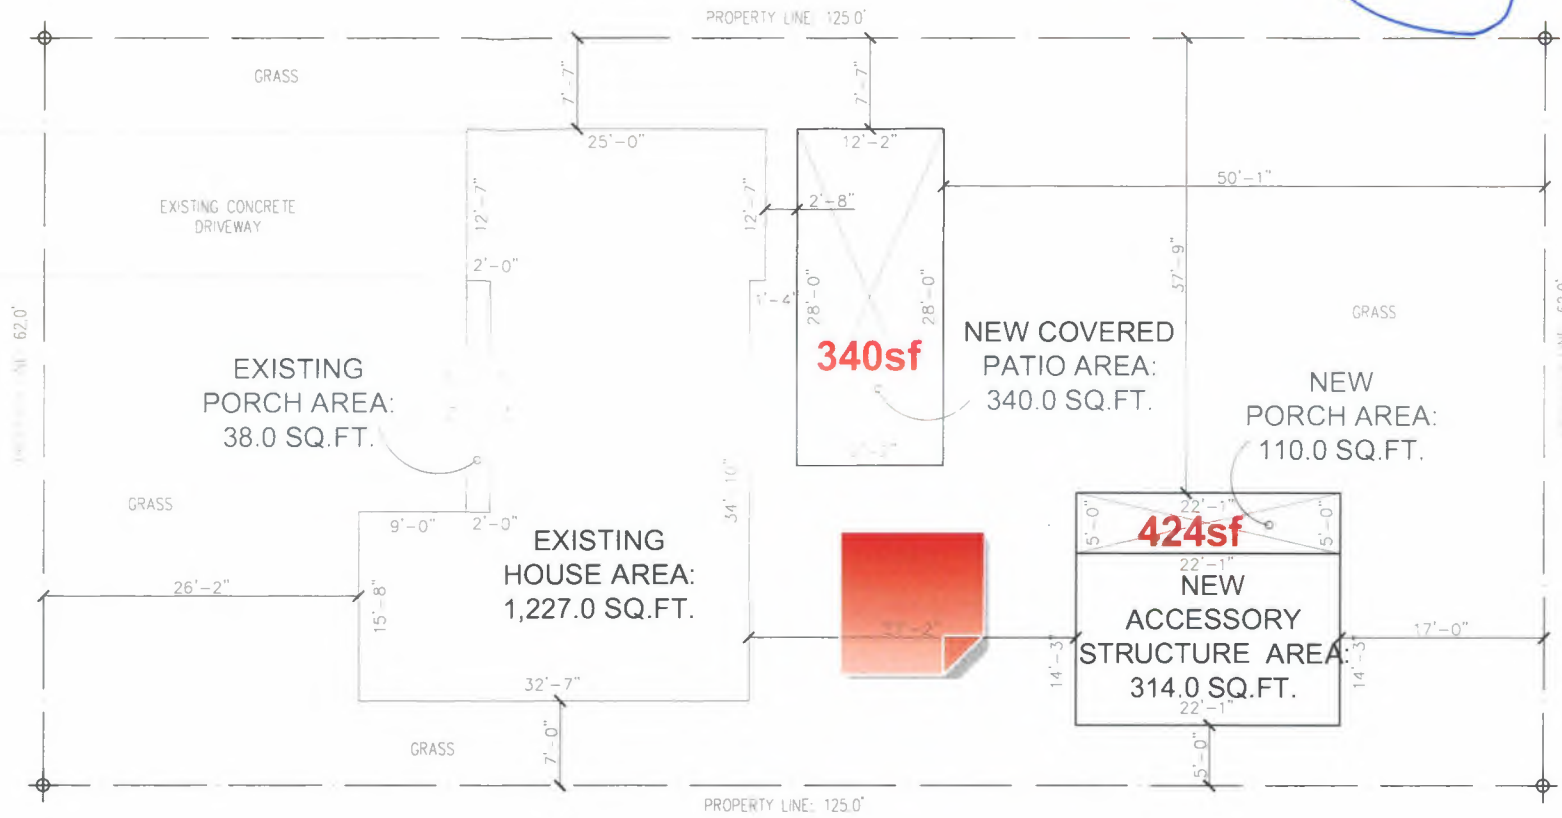 PROPERTY LINE: 125.0'
GRASS
7'-7"
7'-7"
25'-0"
12'-2"
50'-1"
EXISTING CONCRETE
DRIVEWAY
12'-7"
12'-7"
2'-8"
37'-9"
2'-0"
1'-4"
28'-0"
28'-0"
62.0'
GRASS
340sf
NEW COVERED
PATIO AREA:
340.0 SQ.FT.
EXISTING
PORCH AREA:
38.0 SQ.FT.
NEW
PORCH AREA:
110.0 SQ.FT.
34'-10"
GRASS
9'-0"
2'-0"
22'-1"
5'-0"
5'-0"
424sf
EXISTING
HOUSE AREA:
1,227.0 SQ.FT.
22'-1"
NEW
ACCESSORY
STRUCTURE AREA:
314.0 SQ.FT.
22'-1"
26'-2"
15'-8"
14'-3"
14'-3"
17'-0"
32'-7"
7'-0"
GRASS
5'-0"
PROPERTY LINE: 125.0'